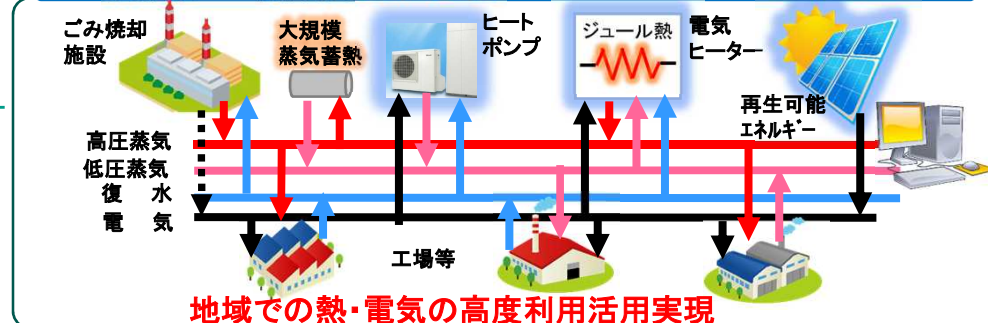 ごみ焼却
施設
大規模
蒸気蓄熱
ヒート
ポンプ
ジュール熱
電気
ヒーター
再生可能
エネルギー
高圧蒸気
低圧蒸気
復 水
電 気
工場等
地域での熱・電気の高度利用活用実現